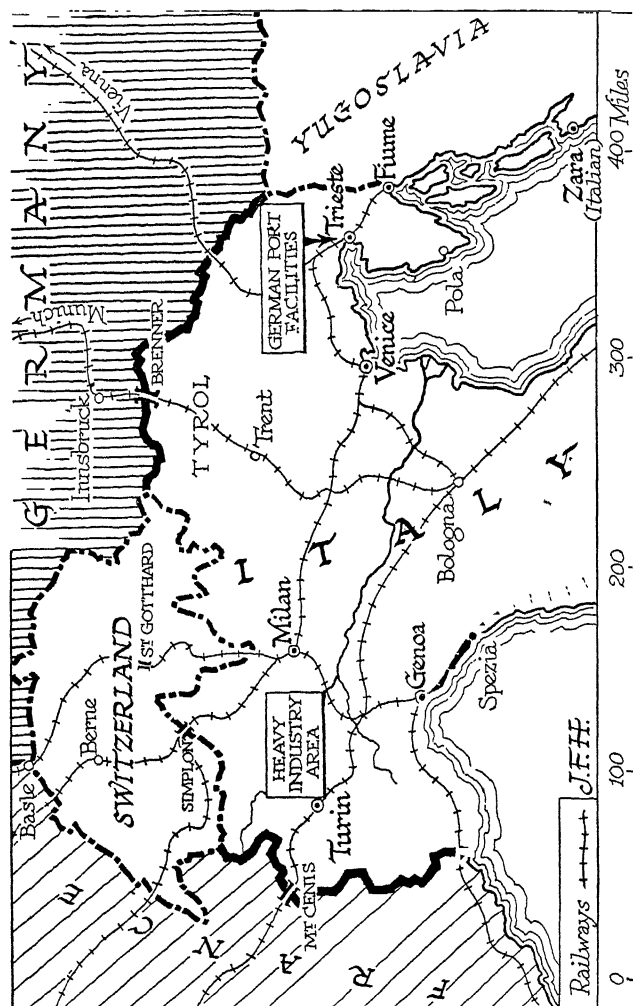 GERMANY
Vienna
Munich
Innsbruck
BRENNER
YUGOSLAVIA
TYROL
Trent
GERMAN PORT
FACILITIES
Trieste
Fiume
Venice
Pola
Zara
(Italian)
Basle
Berne
SWITZERLAND
ST GOTTHARD
SIMPLON
Milan
HEAVY
INDUSTRY
AREA
Turin
MT CENIS
FRANCE
ITALY
Bologna
Genoa
Spezia
Railways
J.F.H.
0
100
200
300
400 Miles